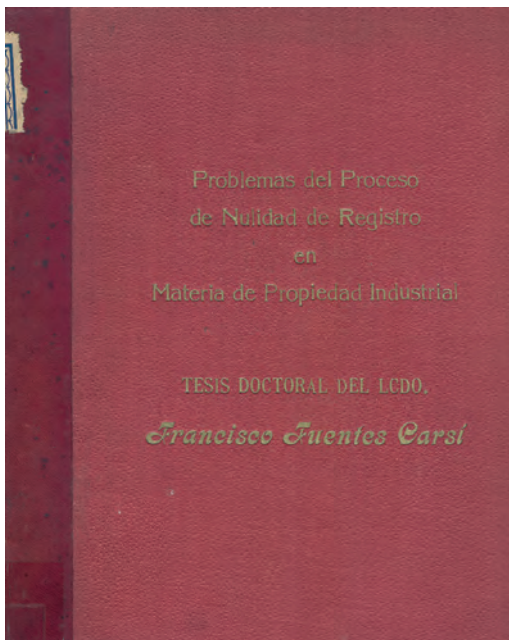 Problemas del Proceso
de Nulidad de Registro
en
Materia de Propiedad Industrial
TESIS DOCTORAL DEL LCDO.
Francisco Fuentes Carsí